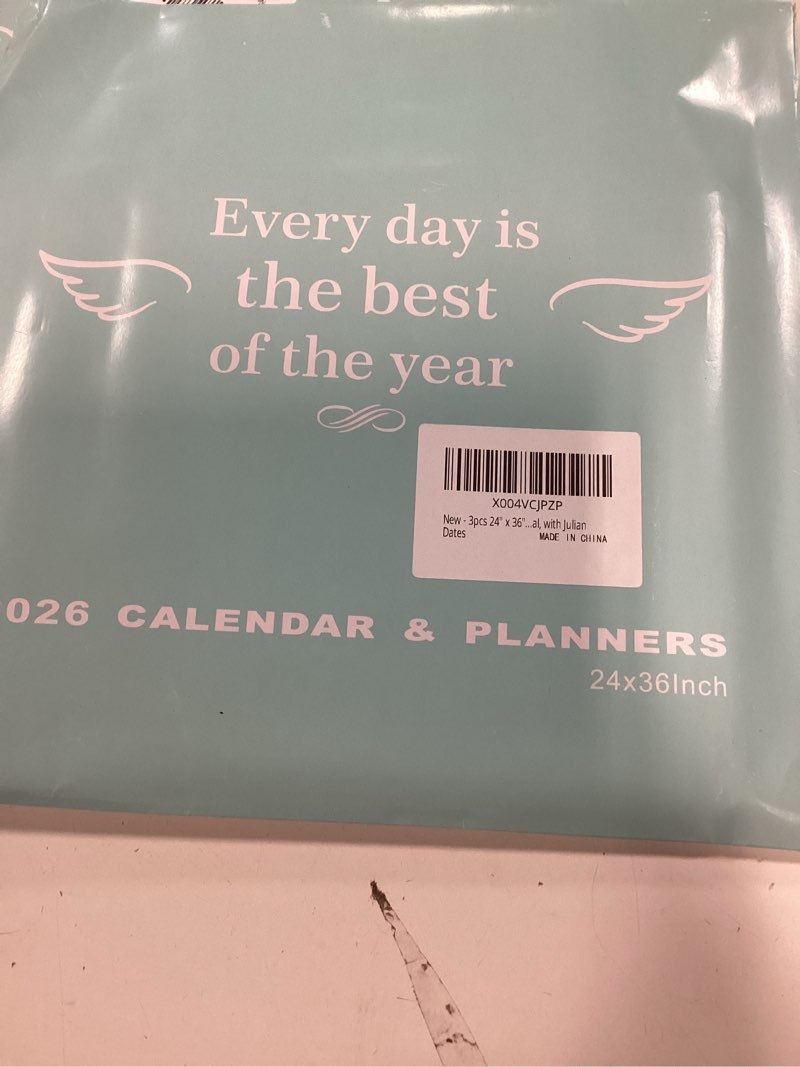 Every day is
the best
of the year
X004VCJPZP
New - 3pcs 24" x 36"...al, with Julian
Dates
MADE IN CHINA
026 CALENDAR & PLANNERS
24x36Inch